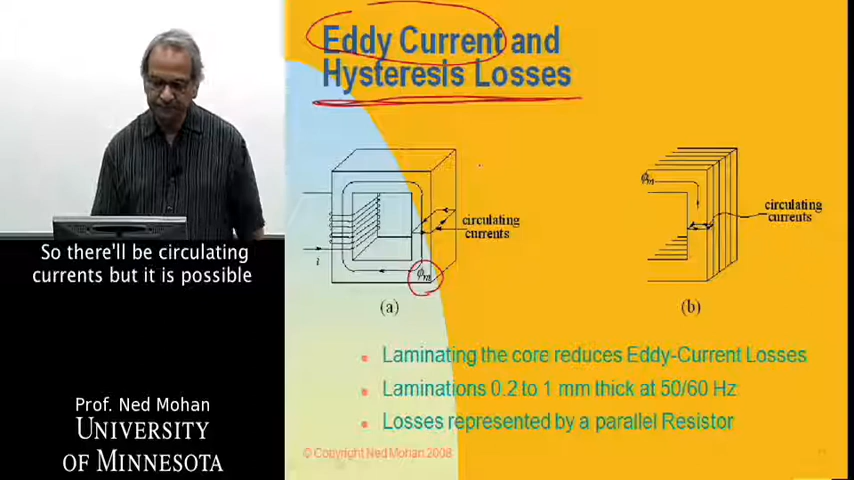 Eddy Current and
Hysteresis Losses
circulating
currents
i
φm
(a)
φm
circulating
currents
(b)
So there'll be circulating
currents but it is possible
Laminating the core reduces Eddy-Current Losses
Laminations 0.2 to 1 mm thick at 50/60 Hz
Losses represented by a parallel Resistor
Prof. Ned Mohan
UNIVERSITY
OF MINNESOTA
© Copyright Ned Mohan 2008